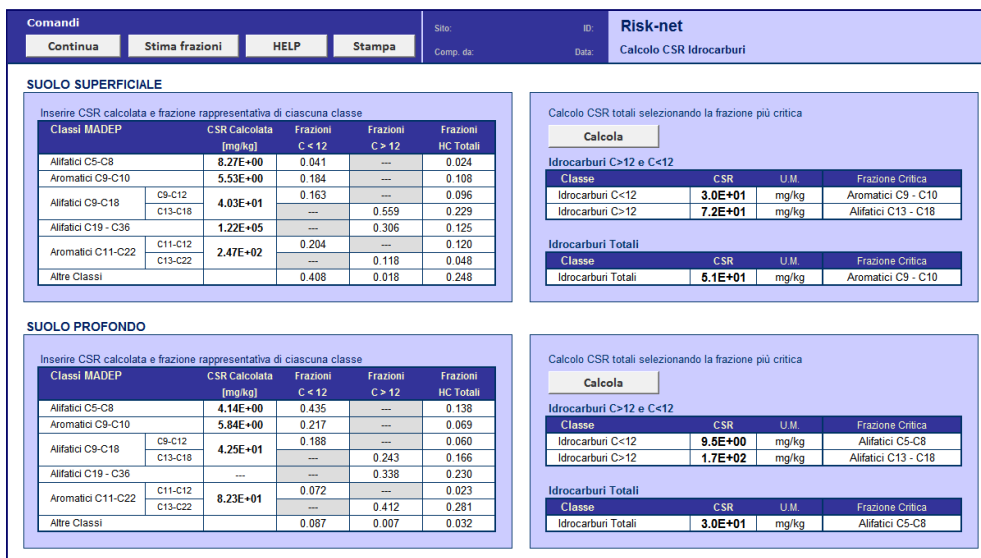 Comandi
Continua Stima frazioni HELP Stampa
Sito: ID:
Comp. da: Data:
Risk-net
Calcolo CSR Idrocarburi
SUOLO SUPERFICIALE
Inserire CSR calcolata e frazione rappresentativa di ciascuna classe
Classi MADEP CSR Calcolata Frazioni Frazioni Frazioni
[mg/kg] C < 12 C > 12 HC Totali
Alifatici C5-C8 8.27E+00 0.041 --- 0.024
Aromatici C9-C10 5.53E+00 0.184 --- 0.108
Alifatici C9-C18 C9-C12 4.03E+01 0.163 --- 0.096
C13-C18 --- 0.559 0.229
Alifatici C19 - C36 1.22E+05 --- 0.306 0.125
Aromatici C11-C22 C11-C12 2.47E+02 0.204 --- 0.120
C13-C22 --- 0.118 0.048
Altre Classi 0.408 0.018 0.248
Calcolo CSR totali selezionando la frazione più critica
Calcola
Idrocarburi C>12 e C<12
Classe CSR U.M. Frazione Critica
Idrocarburi C<12 3.0E+01 mg/kg Aromatici C9 - C10
Idrocarburi C>12 7.2E+01 mg/kg Alifatici C13 - C18
Idrocarburi Totali
Classe CSR U.M. Frazione Critica
Idrocarburi Totali 5.1E+01 mg/kg Aromatici C9 - C10
SUOLO PROFONDO
Inserire CSR calcolata e frazione rappresentativa di ciascuna classe
Classi MADEP CSR Calcolata Frazioni Frazioni Frazioni
[mg/kg] C < 12 C > 12 HC Totali
Alifatici C5-C8 4.14E+00 0.435 --- 0.138
Aromatici C9-C10 5.84E+00 0.217 --- 0.069
Alifatici C9-C18 C9-C12 4.25E+01 0.188 --- 0.060
C13-C18 --- 0.243 0.166
Alifatici C19 - C36 --- --- 0.338 0.230
Aromatici C11-C22 C11-C12 8.23E+01 0.072 --- 0.023
C13-C22 --- 0.412 0.281
Altre Classi 0.087 0.007 0.032
Calcolo CSR totali selezionando la frazione più critica
Calcola
Idrocarburi C>12 e C<12
Classe CSR U.M. Frazione Critica
Idrocarburi C<12 9.5E+00 mg/kg Alifatici C5-C8
Idrocarburi C>12 1.7E+02 mg/kg Alifatici C13 - C18
Idrocarburi Totali
Classe CSR U.M. Frazione Critica
Idrocarburi Totali 3.0E+01 mg/kg Alifatici C5-C8